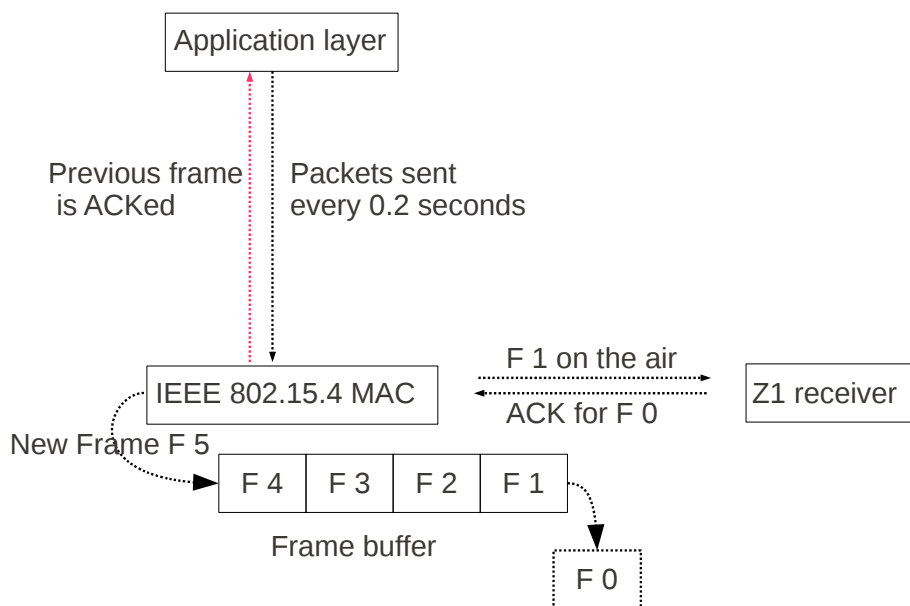 Application layer
Previous frame
is ACKed
Packets sent
every 0.2 seconds
F 1 on the air
IEEE 802.15.4 MAC
Z1 receiver
ACK for F 0
New Frame F 5
F 4
F 3
F 2
F 1
Frame buffer
F 0